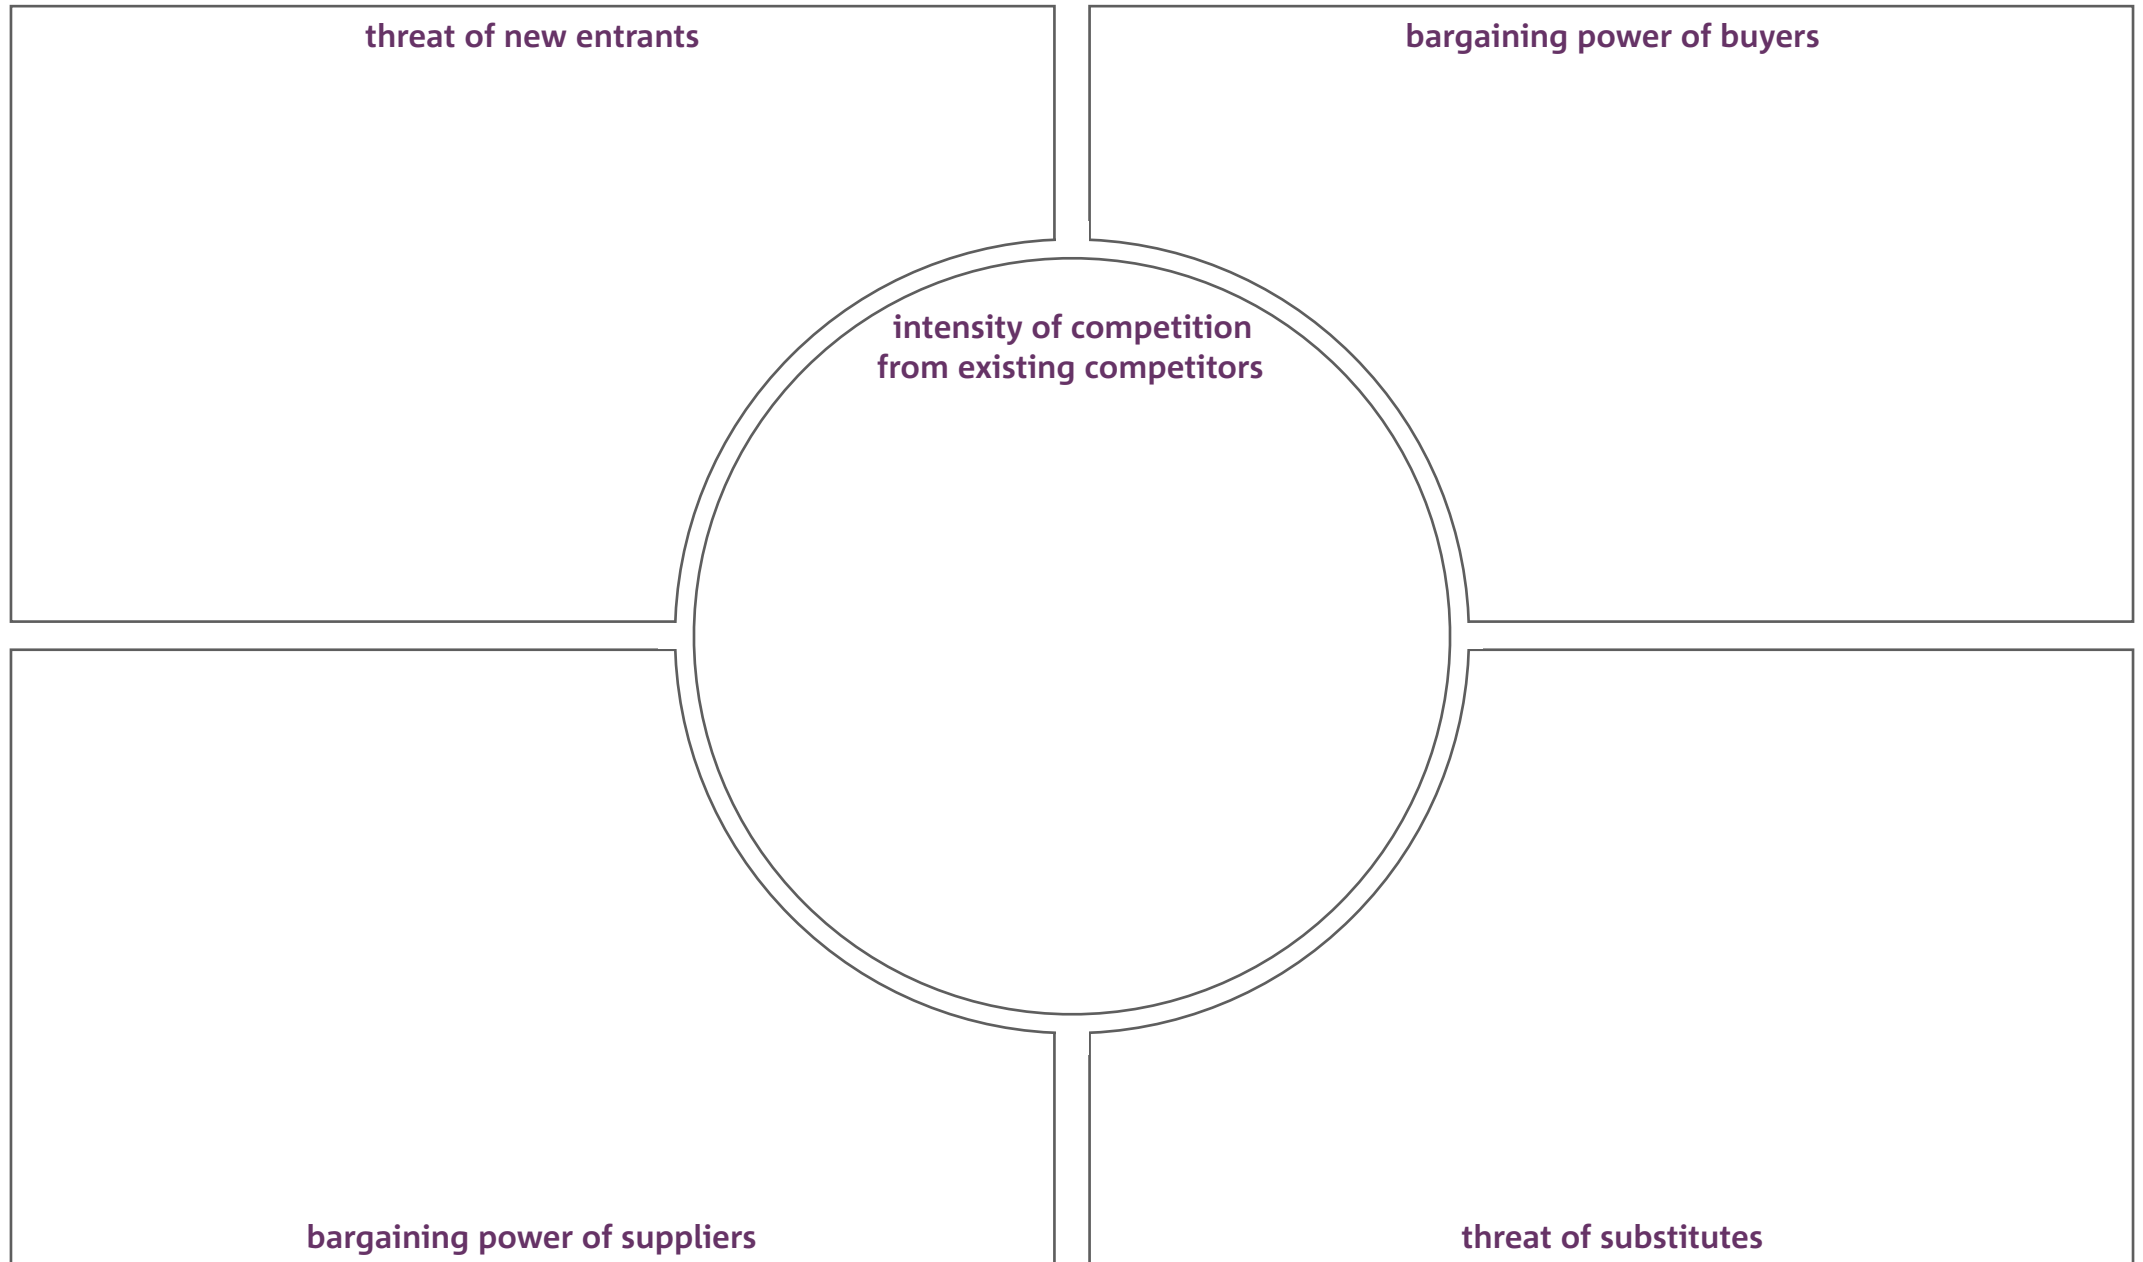 threat of new entrants
bargaining power of buyers
intensity of competition
from existing competitors
bargaining power of suppliers
threat of substitutes